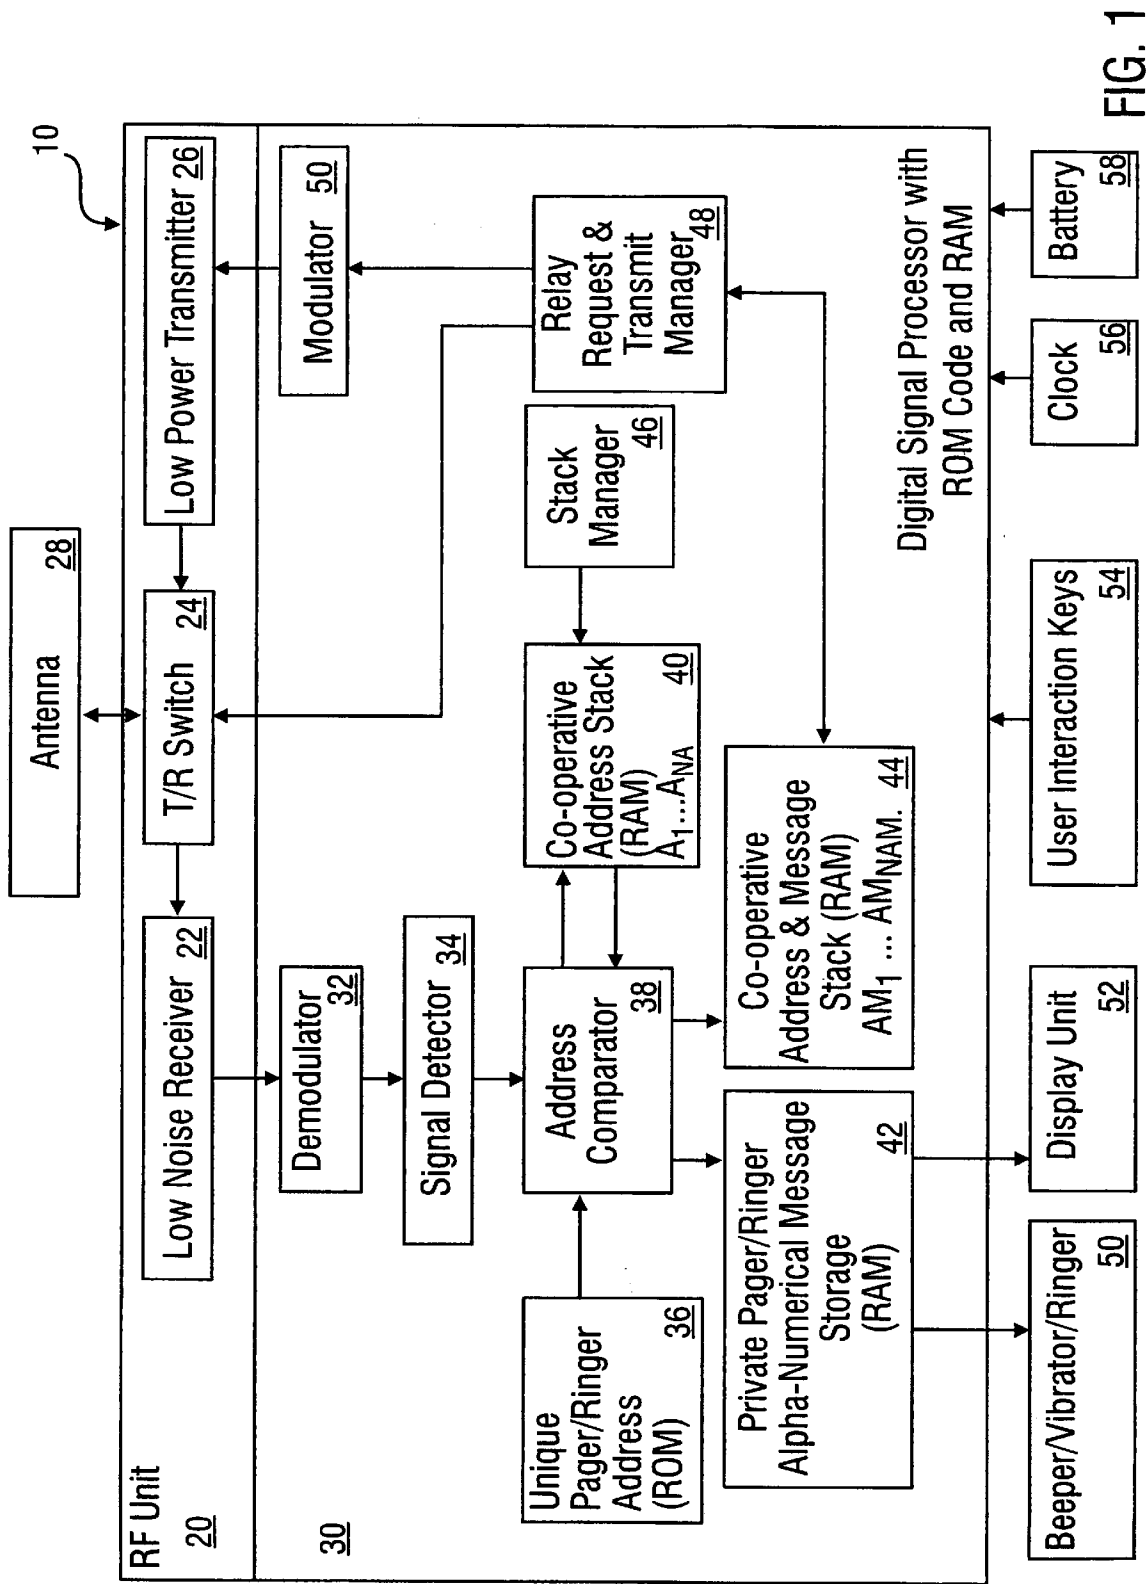 10
Antenna
28
RF Unit
20
Low Noise Receiver
22
T/R Switch
24
Low Power Transmitter
26
30
Demodulator
32
Modulator
50
Signal Detector
34
Unique
Pager/Ringer
Address
(ROM)
36
Address
Comparator
38
Co-operative
Address Stack
(RAM)
A1...ANA
40
Stack
Manager
46
Relay
Request &
Transmit
Manager
48
Private Pager/Ringer
Alpha-Numerical Message
Storage
(RAM)
42
Co-operative
Address & Message
Stack (RAM)
AM1 ... AMNAM.
44
Digital Signal Processor with
ROM Code and RAM
Beeper/Vibrator/Ringer
50
Display Unit
52
User Interaction Keys
54
Clock
56
Battery
58
FIG. 1